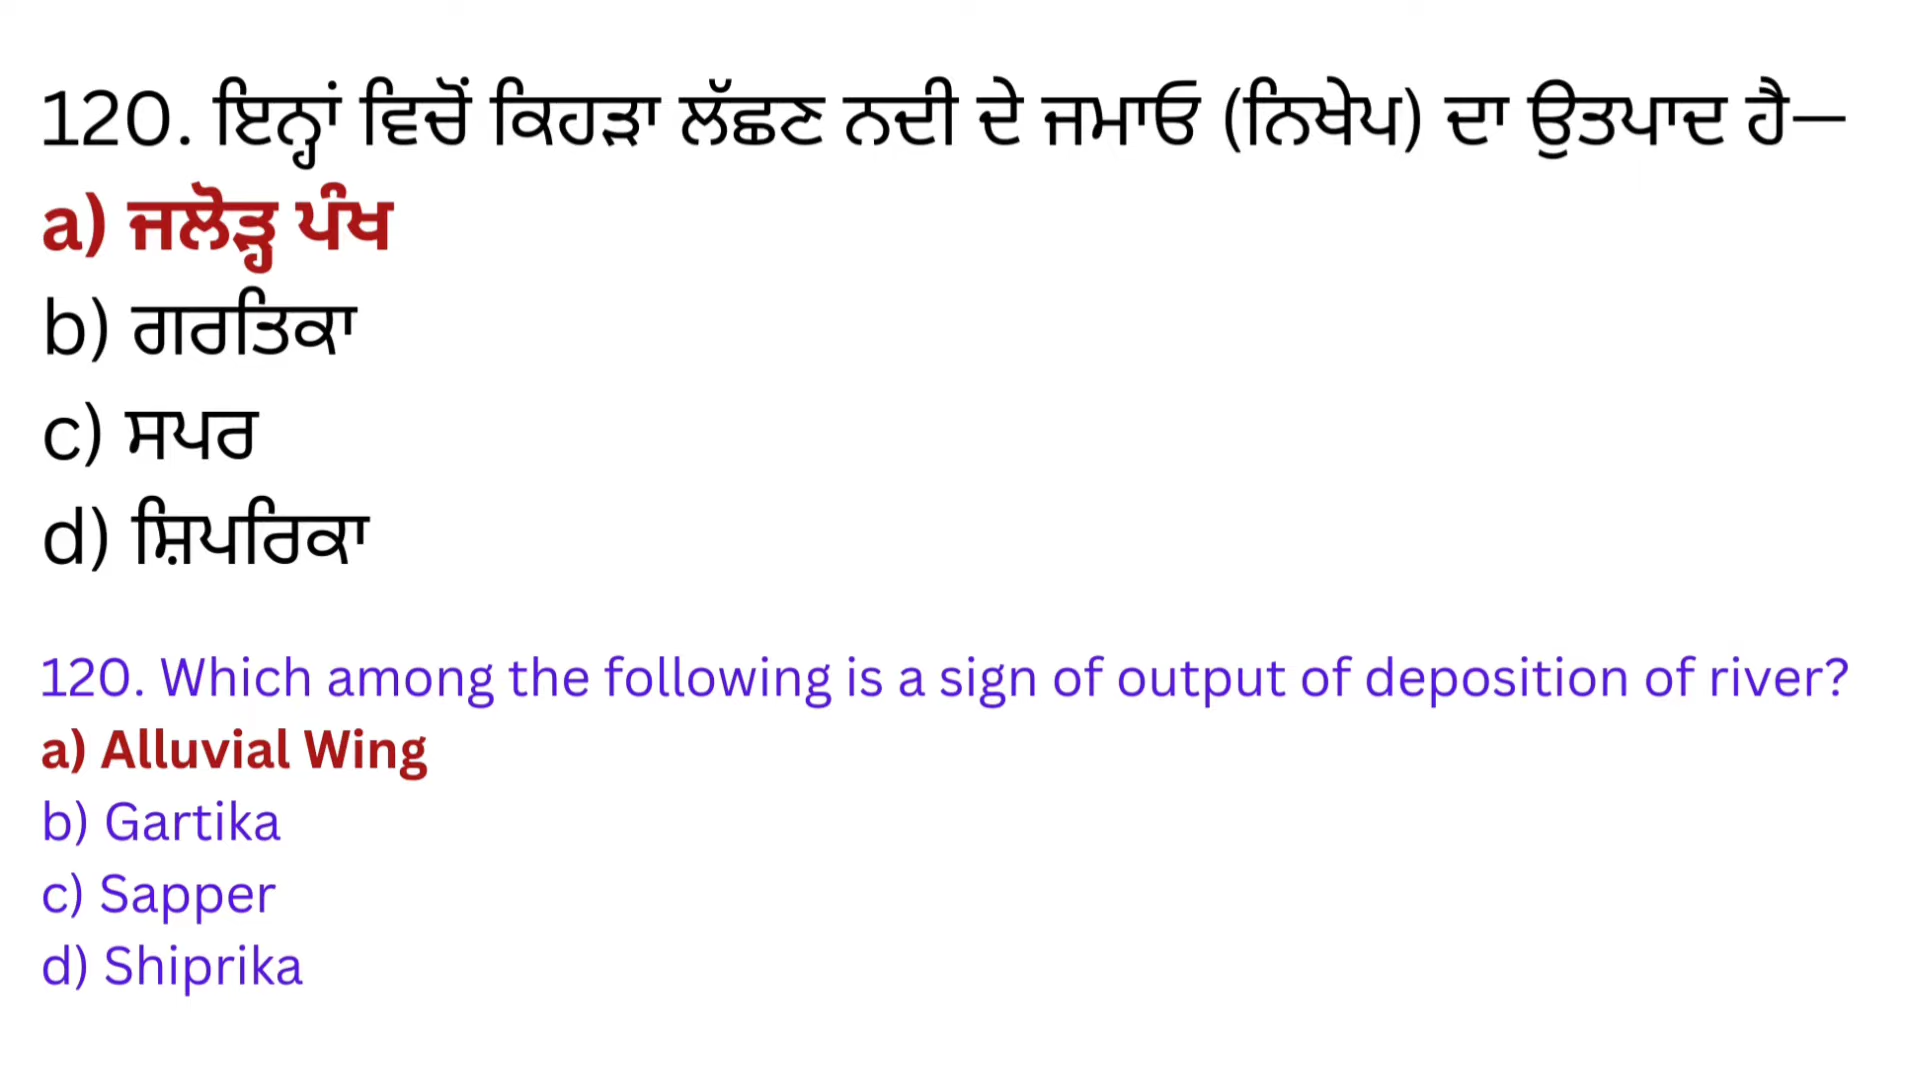 120. ਇਨ੍ਹਾਂ ਵਿਚੋਂ ਕਿਹੜਾ ਲੱਛਣ ਨਦੀ ਦੇ ਜਮਾਓ (ਨਿਖੇਪ) ਦਾ ਉਤਪਾਦ ਹੈ—
a) ਜਲੋੜ੍ਹ ਪੰਖ
b) ਗਰਤਿਕਾ
c) ਸਪਰ
d) ਸ਼ਿਪਰਿਕਾ
120. Which among the following is a sign of output of deposition of river?
a) Alluvial Wing
b) Gartika
c) Sapper
d) Shiprika